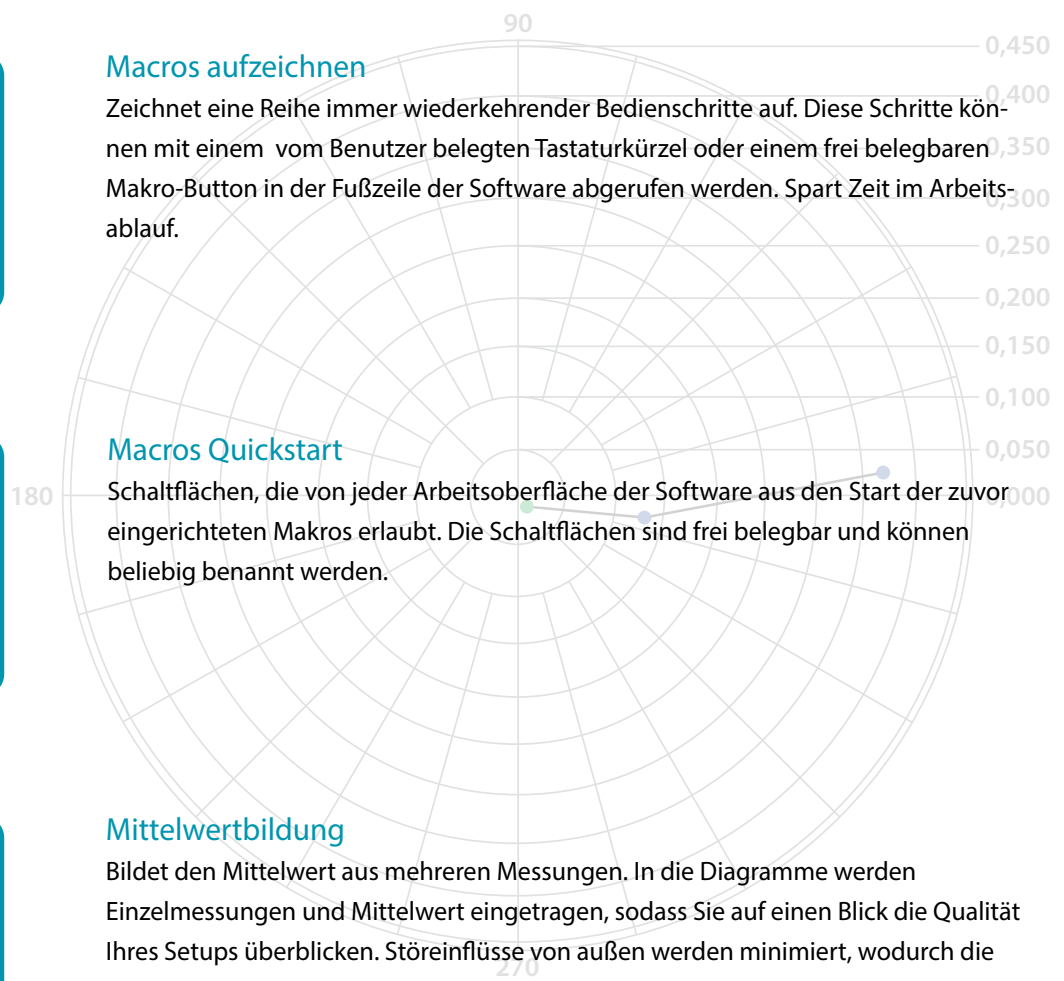 90
0,450
Macros aufzeichnen
0,400
Zeichnet eine Reihe immer wiederkehrender Bedienschritte auf. Diese Schritte kön-
0,350
nen mit einem  vom Benutzer belegten Tastaturkürzel oder einem frei belegbaren
0,300
Makro-Button in der Fußzeile der Software abgerufen werden. Spart Zeit im Arbeits-
ablauf.
0,250
0,200
0,150
0,100
Macros Quickstart
0,050
180
0,000
Schaltflächen, die von jeder Arbeitsoberfläche der Software aus den Start der zuvor
eingerichteten Makros erlaubt. Die Schaltflächen sind frei belegbar und können
beliebig benannt werden.
Mittelwertbildung
Bildet den Mittelwert aus mehreren Messungen. In die Diagramme werden
Einzelmessungen und Mittelwert eingetragen, sodass Sie auf einen Blick die Qualität
Ihres Setups überblicken. Störeinflüsse von außen werden minimiert, wodurch die
270